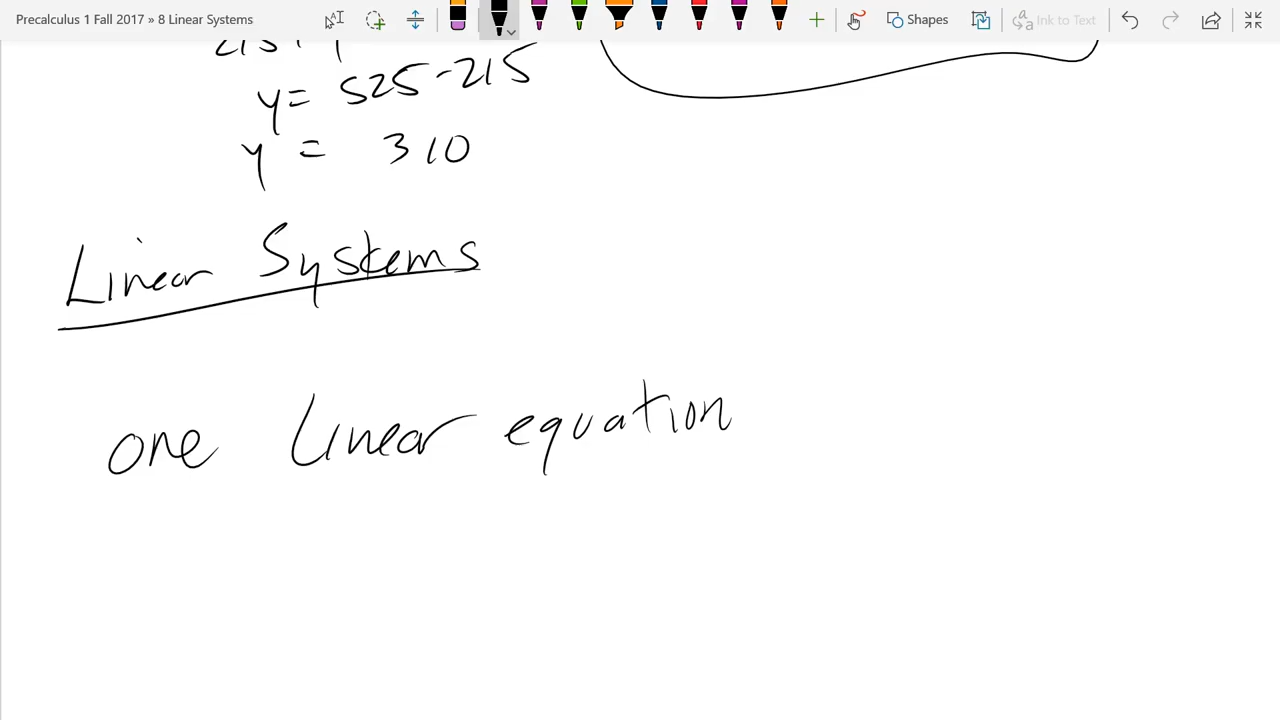 Precalculus 1 Fall 2017 » 8 Linear Systems
Shapes
Ink to Text
y = 525 - 215
y = 310
Linear Systems
one Linear equation